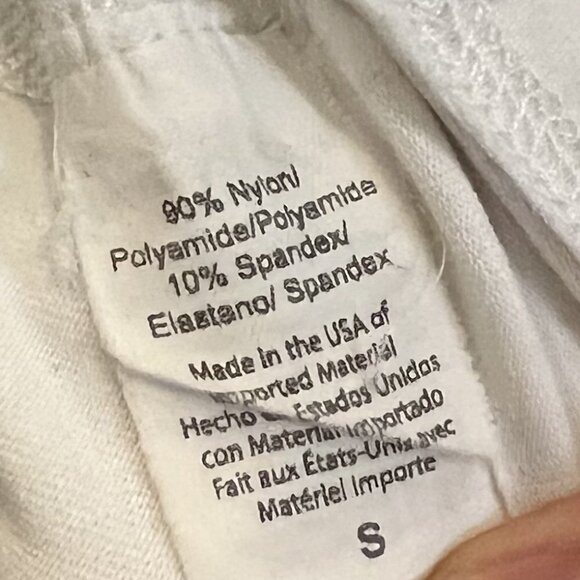 90% Nylon/
Polyamide/Polyamide
10% Spandex/
Elastano/ Spandex
Made in the USA of
Imported Material
Hecho en Estados Unidos
con Material Importado
Fait aux États-Unis avec
Matériel Importe
S